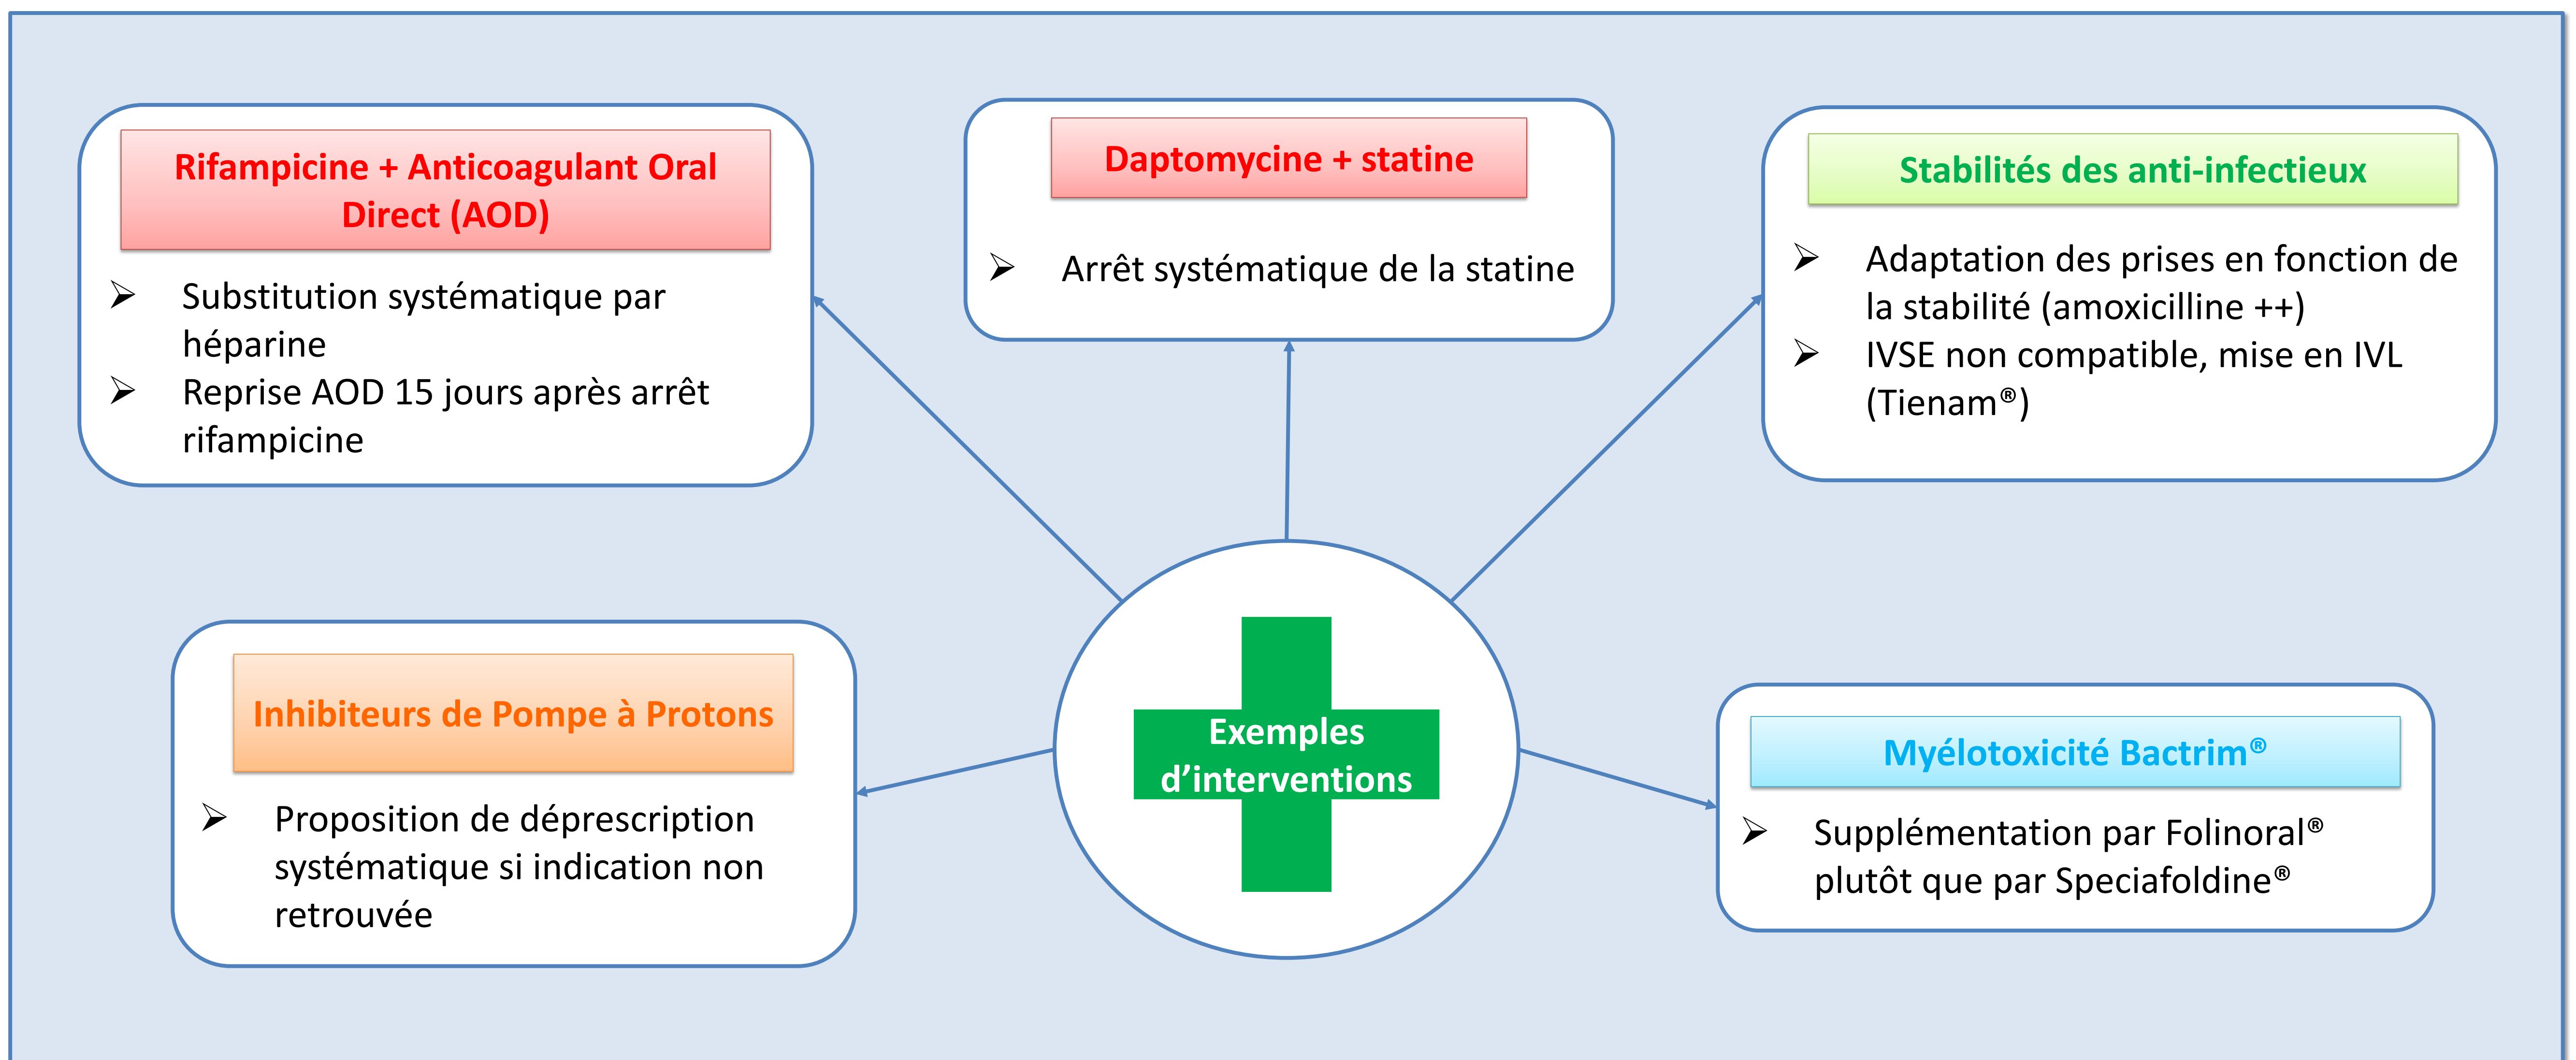 Rifampicine + Anticoagulant Oral
Direct (AOD)
➢ Substitution systématique par
héparine
➢ Reprise AOD 15 jours après arrêt
rifampicine
Daptomycine + statine
➢ Arrêt systématique de la statine
Stabilités des anti-infectieux
➢ Adaptation des prises en fonction de
la stabilité (amoxicilline ++)
➢ IVSE non compatible, mise en IVL
(Tienam®)
Inhibiteurs de Pompe à Protons
➢ Proposition de déprescription
systématique si indication non
retrouvée
Exemples
d’interventions
Myélotoxicité Bactrim®
➢ Supplémentation par Folinoral®
plutôt que par Speciafoldine®